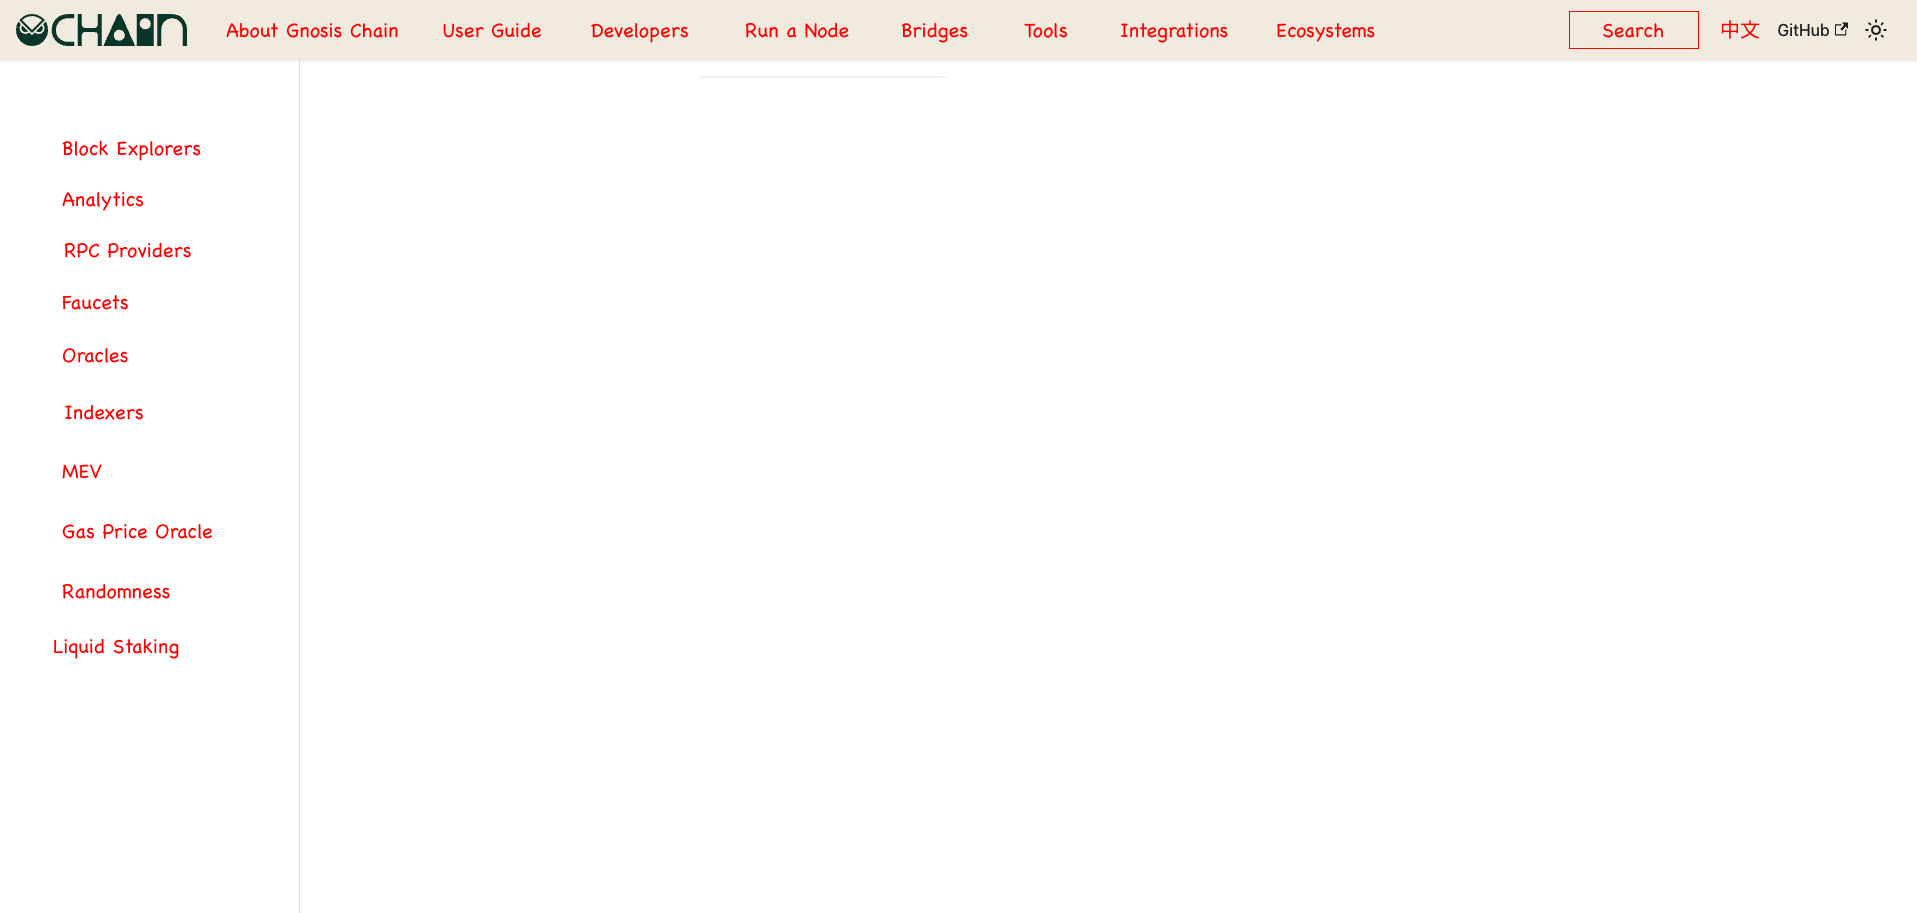 CHAIN About Gnosis Chain User Guide Developers Run a Node Bridges Tools Integrations Ecosystems Search 中文 GitHub
Block Explorers
Analytics
RPC Providers
Faucets
Oracles
Indexers
MEV
Gas Price Oracle
Randomness
Liquid Staking